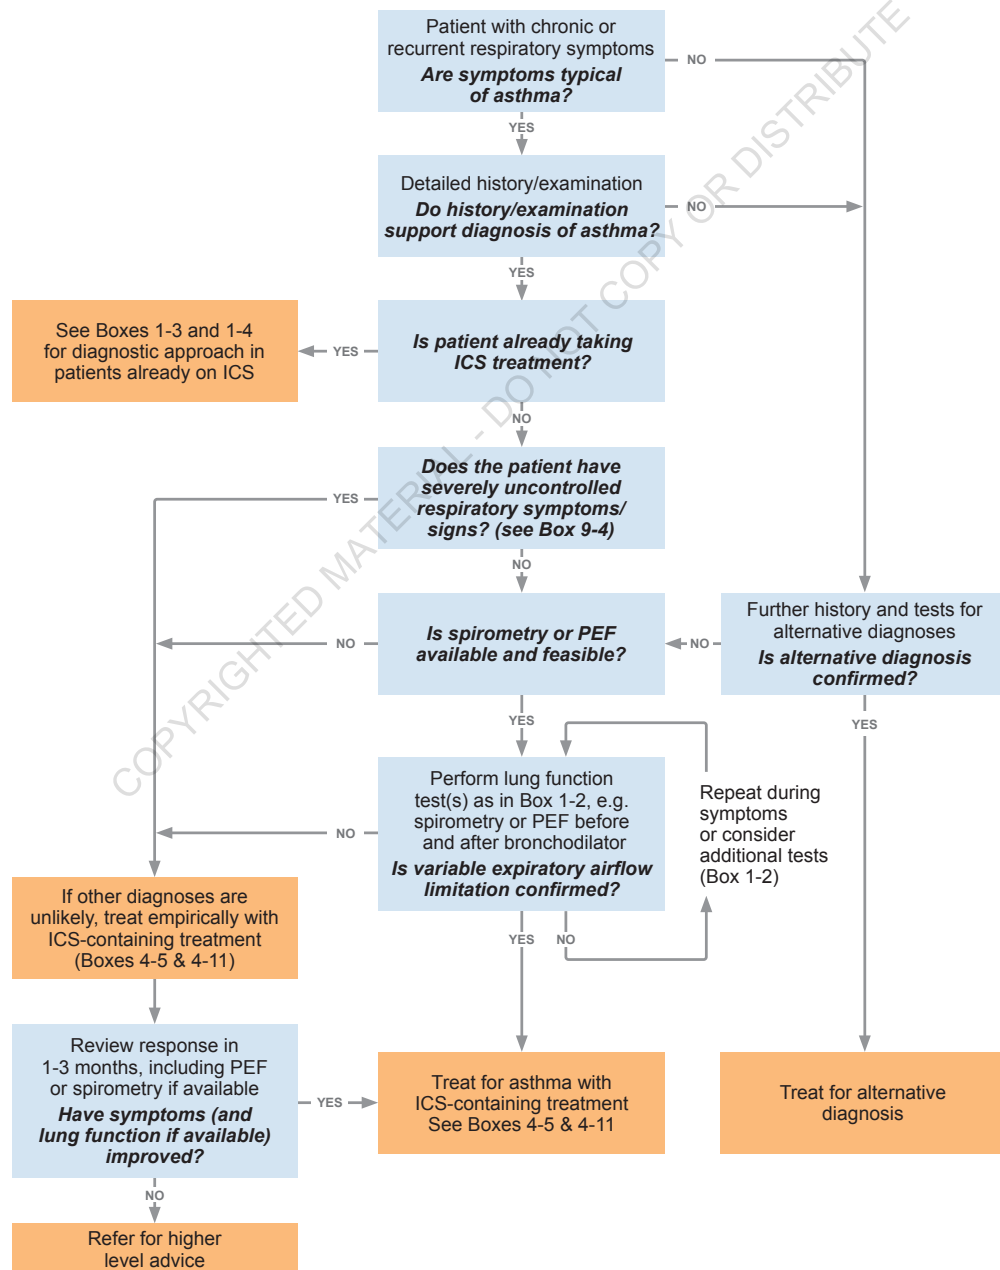 Patient with chronic or
recurrent respiratory symptoms
Are symptoms typical
of asthma?
NO
YES
Detailed history/examination
Do history/examination
support diagnosis of asthma?
NO
YES
See Boxes 1-3 and 1-4
for diagnostic approach in
patients already on ICS
YES
Is patient already taking
ICS treatment?
NO
Does the patient have
severely uncontrolled
respiratory symptoms/
signs? (see Box 9-4)
YES
NO
Is spirometry or PEF
available and feasible?
NO
NO
Further history and tests for
alternative diagnoses
Is alternative diagnosis
confirmed?
YES
YES
Perform lung function
test(s) as in Box 1-2, e.g.
spirometry or PEF before
and after bronchodilator
Is variable expiratory airflow
limitation confirmed?
NO
Repeat during
symptoms
or consider
additional tests
(Box 1-2)
YES
NO
If other diagnoses are
unlikely, treat empirically with
ICS-containing treatment
(Boxes 4-5 & 4-11)
Review response in
1-3 months, including PEF
or spirometry if available
Have symptoms (and
lung function if available)
improved?
YES
Treat for asthma with
ICS-containing treatment
See Boxes 4-5 & 4-11
Treat for alternative
diagnosis
NO
Refer for higher
level advice
COPYRIGHTED MATERIAL - DO NOT COPY OR DISTRIBUTE